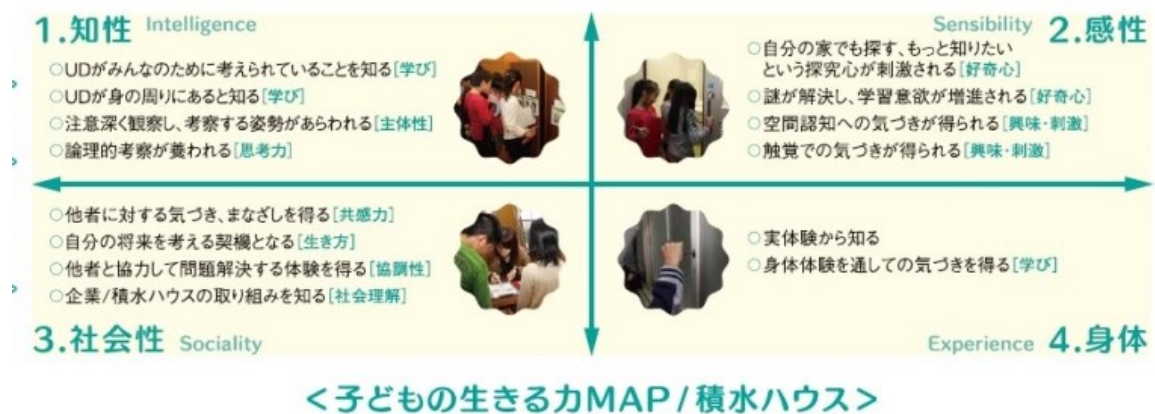 1.知性 Intelligence
○UDがみんなのために考えられていることを知る[学び]
○UDが身の周りにあると知る[学び]
○注意深く観察し、考察する姿勢があらわれる[主体性]
○論理的考察が養われる[思考力]
Sensibility 2.感性
○自分の家でも探す、もっと知りたい
という探究心が刺激される[好奇心]
○謎が解決し、学習意欲が増進される[好奇心]
○空間認知への気づきが得られる[興味・刺激]
○触覚での気づきが得られる[興味・刺激]
○他者に対する気づき、まなざしを得る[共感力]
○自分の将来を考える契機となる[生き方]
○他者と協力して問題解決する体験を得る[協調性]
○企業/積水ハウスの取り組みを知る[社会理解]
3.社会性 Sociality
○実体験から知る
○身体体験を通しての気づきを得る[学び]
Experience 4.身体
<子どもの生きる力MAP/積水ハウス>